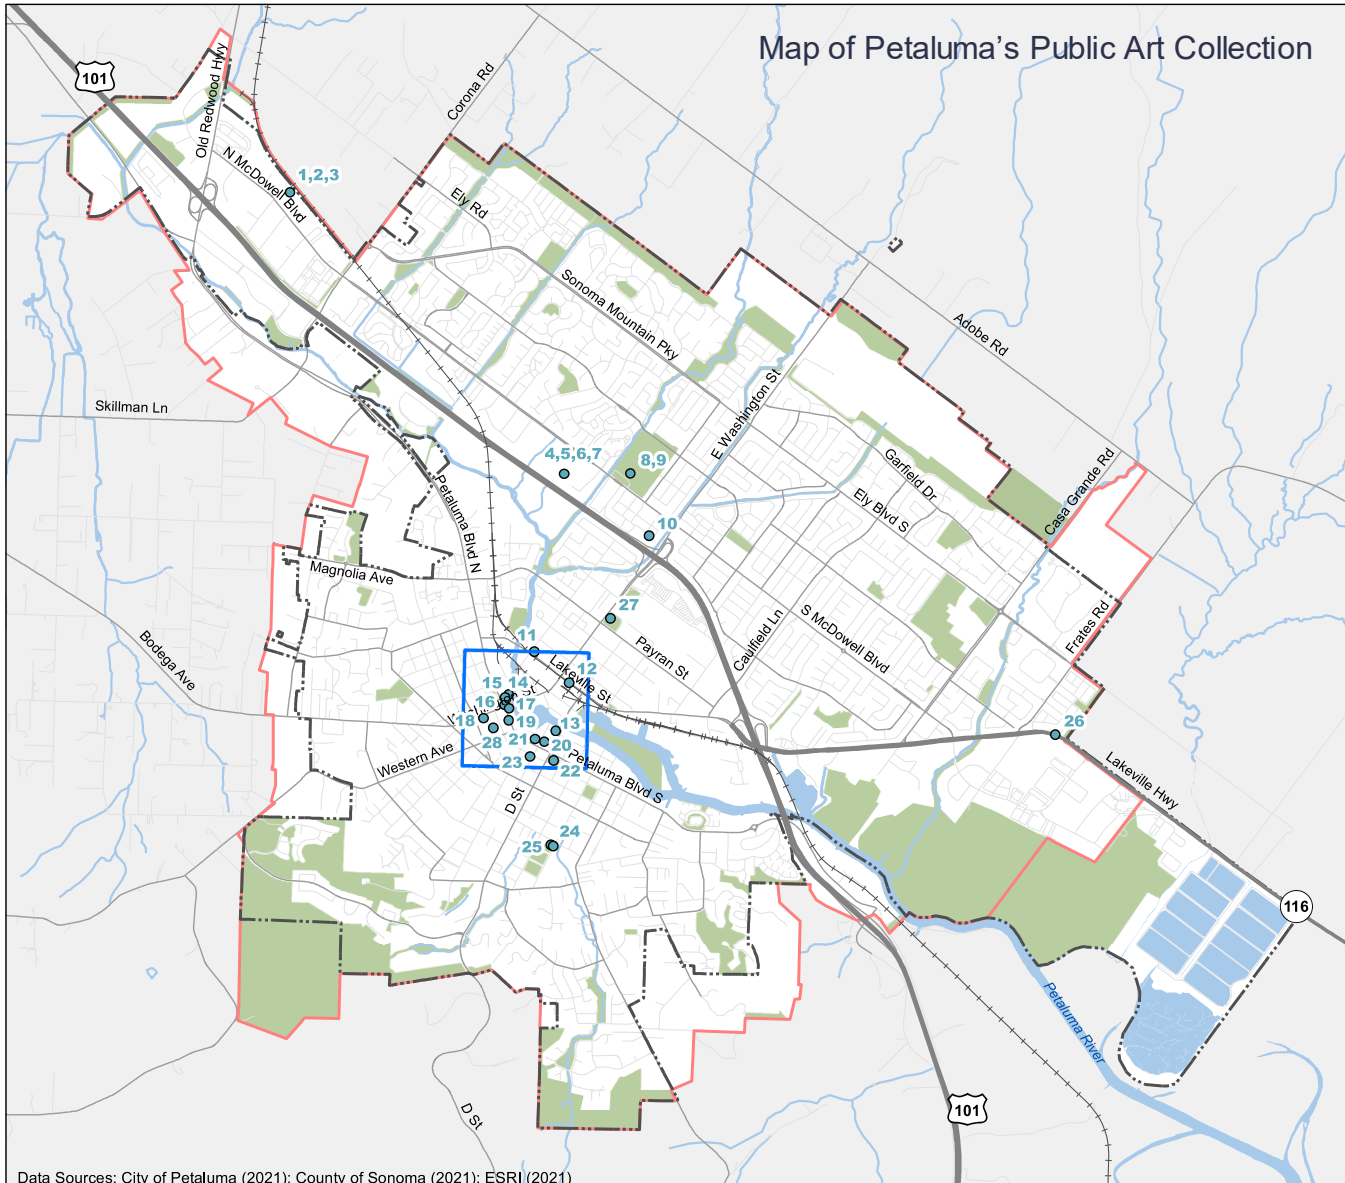 Map of Petaluma's Public Art Collection
101
Old Redwood Hwy
Corona Rd
N McDowell Blvd
1,2,3
Ely Rd
Sonoma Mountain Pky
Adobe Rd
Skillman Ln
E Washington St
4,5,6,7
8,9
Garfield Dr
Casa Grande Rd
Petaluma Blvd N
Ely Blvd S
10
Magnolia Ave
27
Payran St
Caulfield Ln
S McDowell Blvd
Frates Rd
Bodega Ave
11
Lakeville St
12
15
14
16
St
17
18
19
13
28
21
20
26
Western Ave
23
22
Petaluma Blvd S
Lakeville Hwy
D St
24
25
116
Petaluma River
D St
101
Data Sources: City of Petaluma (2021); County of Sonoma (2021); ESRI (2021)